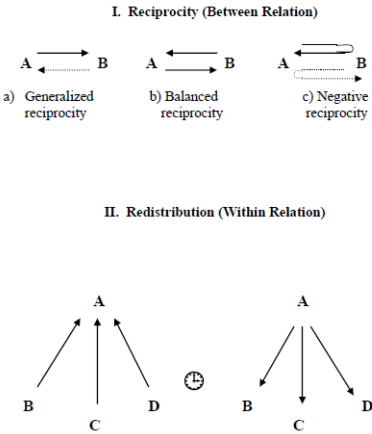 I. Reciprocity (Between Relation)
A B A B A B
a) Generalized reciprocity
b) Balanced reciprocity
c) Negative reciprocity
II. Redistribution (Within Relation)
A A
B D B D
C C